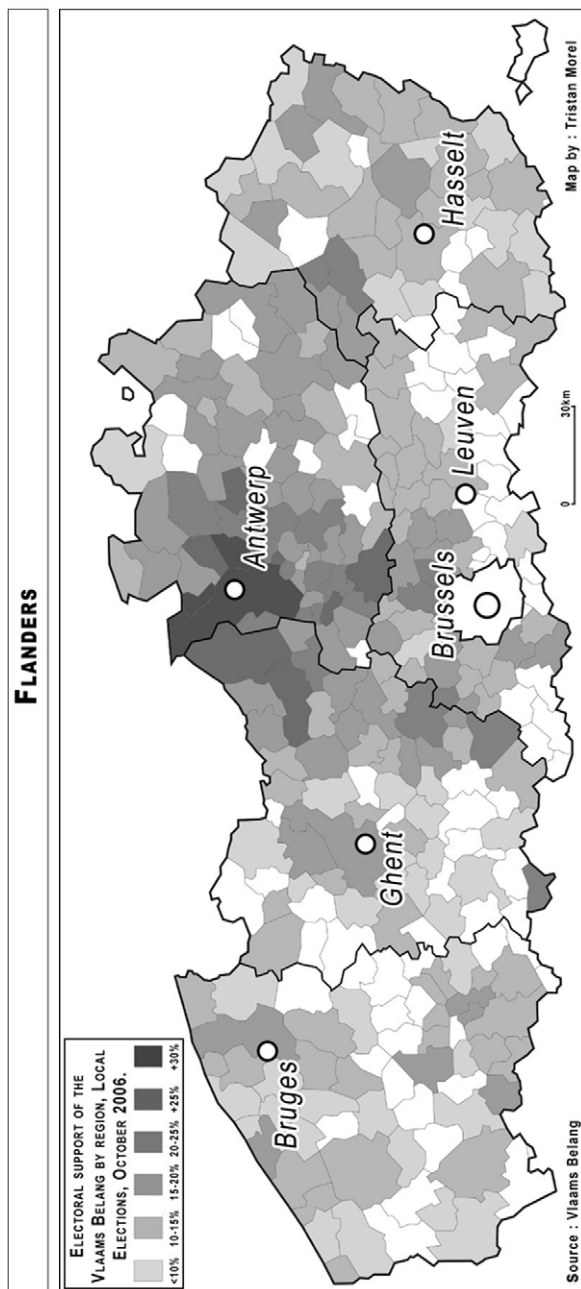 FLANDERS
ELECTORAL SUPPORT OF THE
VLAAMS BELANG BY REGION, LOCAL
ELECTIONS, OCTOBER 2006.
<10% 10-15% 15-20% 20-25% +25% +30%
Bruges
Ghent
Antwerp
Brussels
Leuven
Hasselt
0 30km
Source : Vlaams Belang
Map by : Tristan Morel